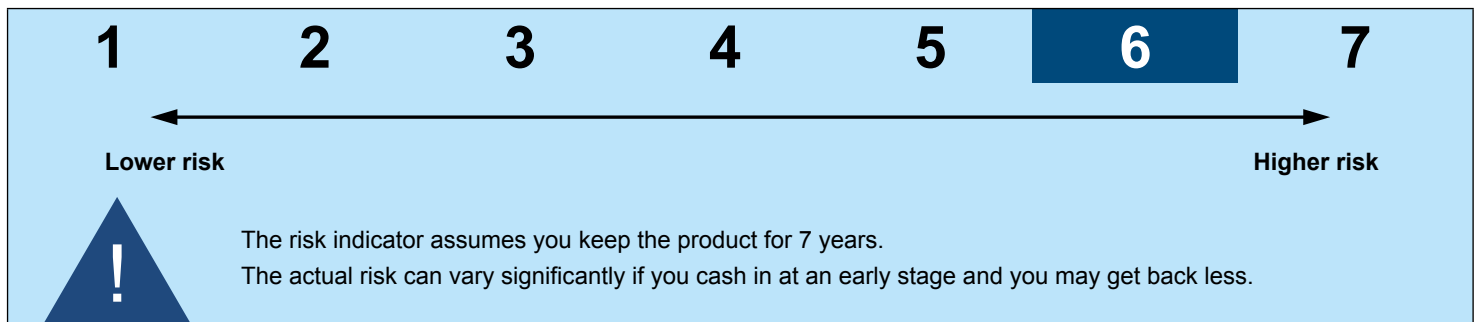 1 2 3 4 5 6 7
Lower risk Higher risk
!
The risk indicator assumes you keep the product for 7 years.
The actual risk can vary significantly if you cash in at an early stage and you may get back less.